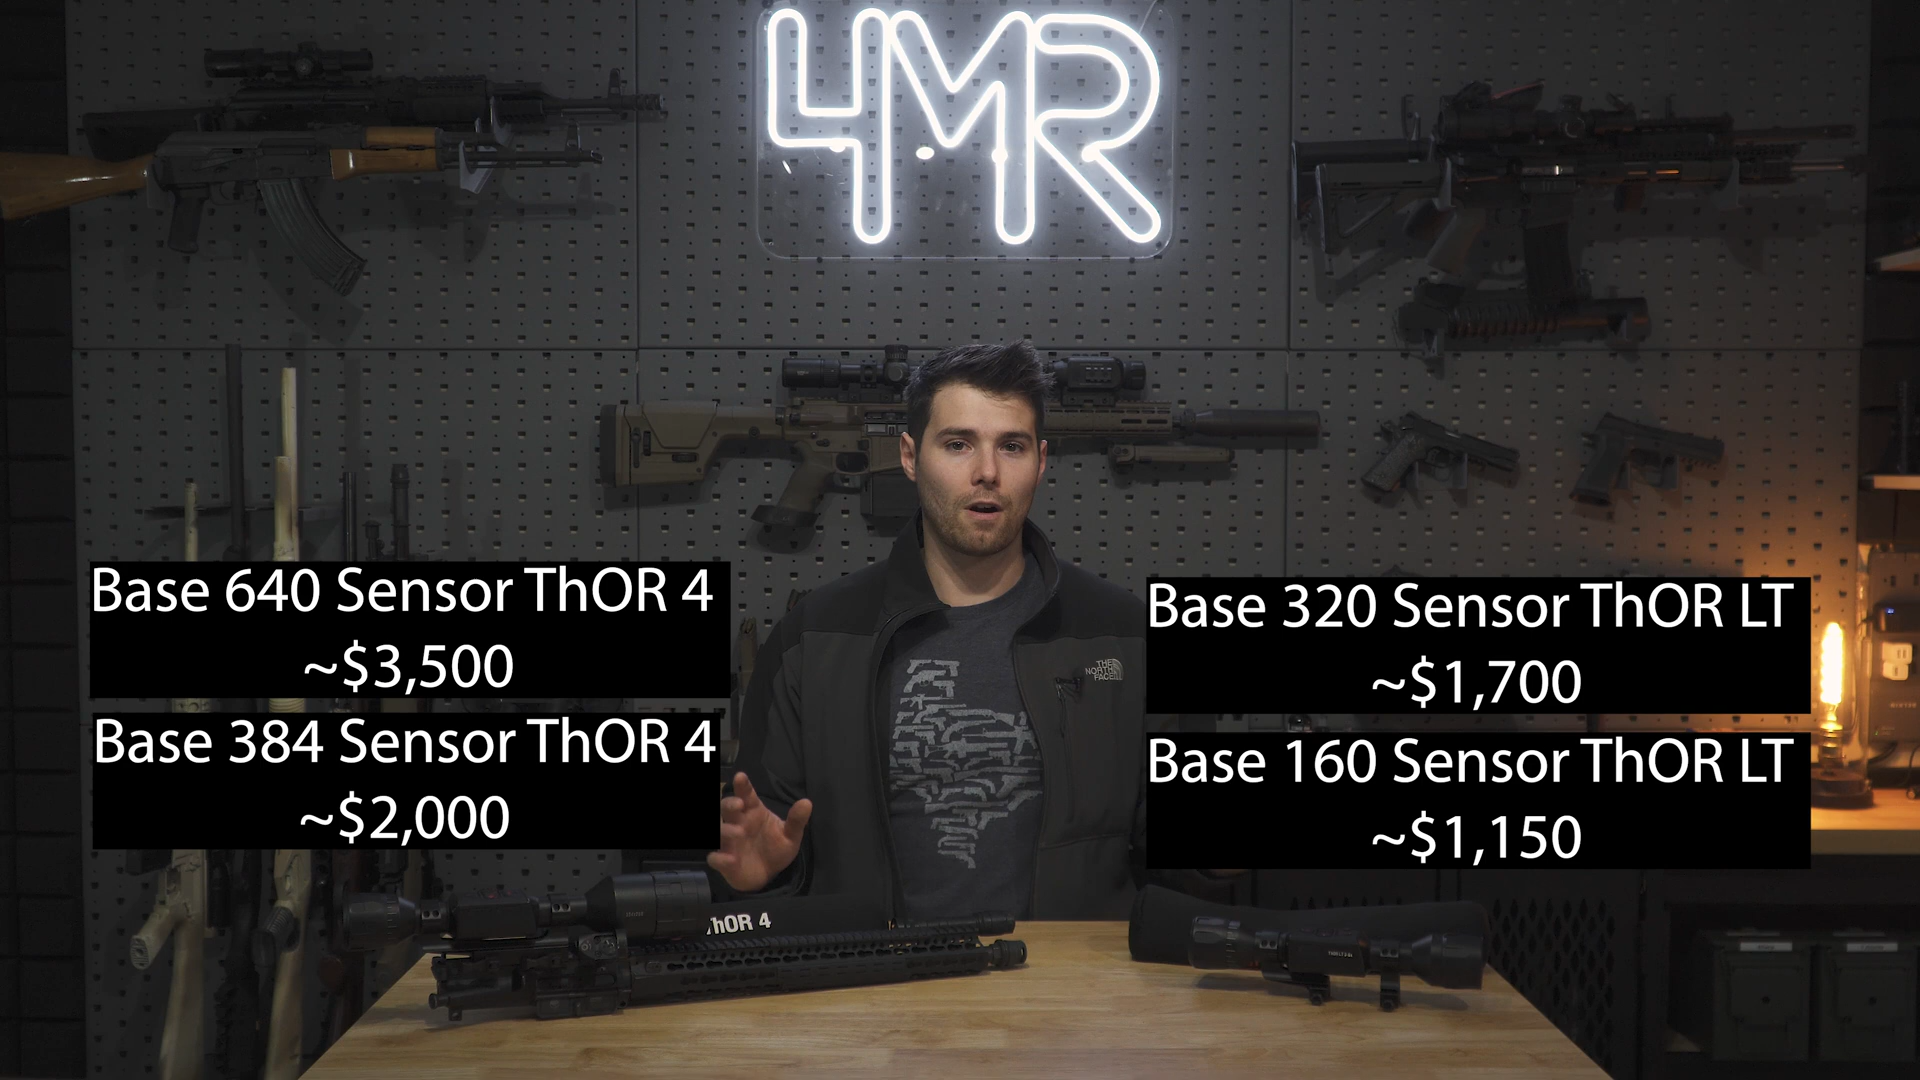 4MR
Base 640 Sensor ThOR 4
~$3,500
Base 384 Sensor ThOR 4
~$2,000
Base 320 Sensor ThOR LT
~$1,700
Base 160 Sensor ThOR LT
~$1,150
THE
NORTH
FACE
ThOR 4